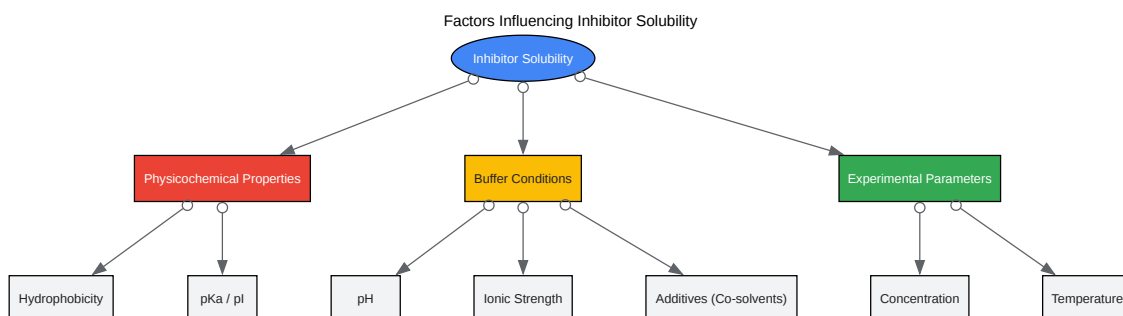 Factors Influencing Inhibitor Solubility
Inhibitor Solubility
Physicochemical Properties
Buffer Conditions
Experimental Parameters
Hydrophobicity
pKa / pI
pH
Ionic Strength
Additives (Co-solvents)
Concentration
Temperature